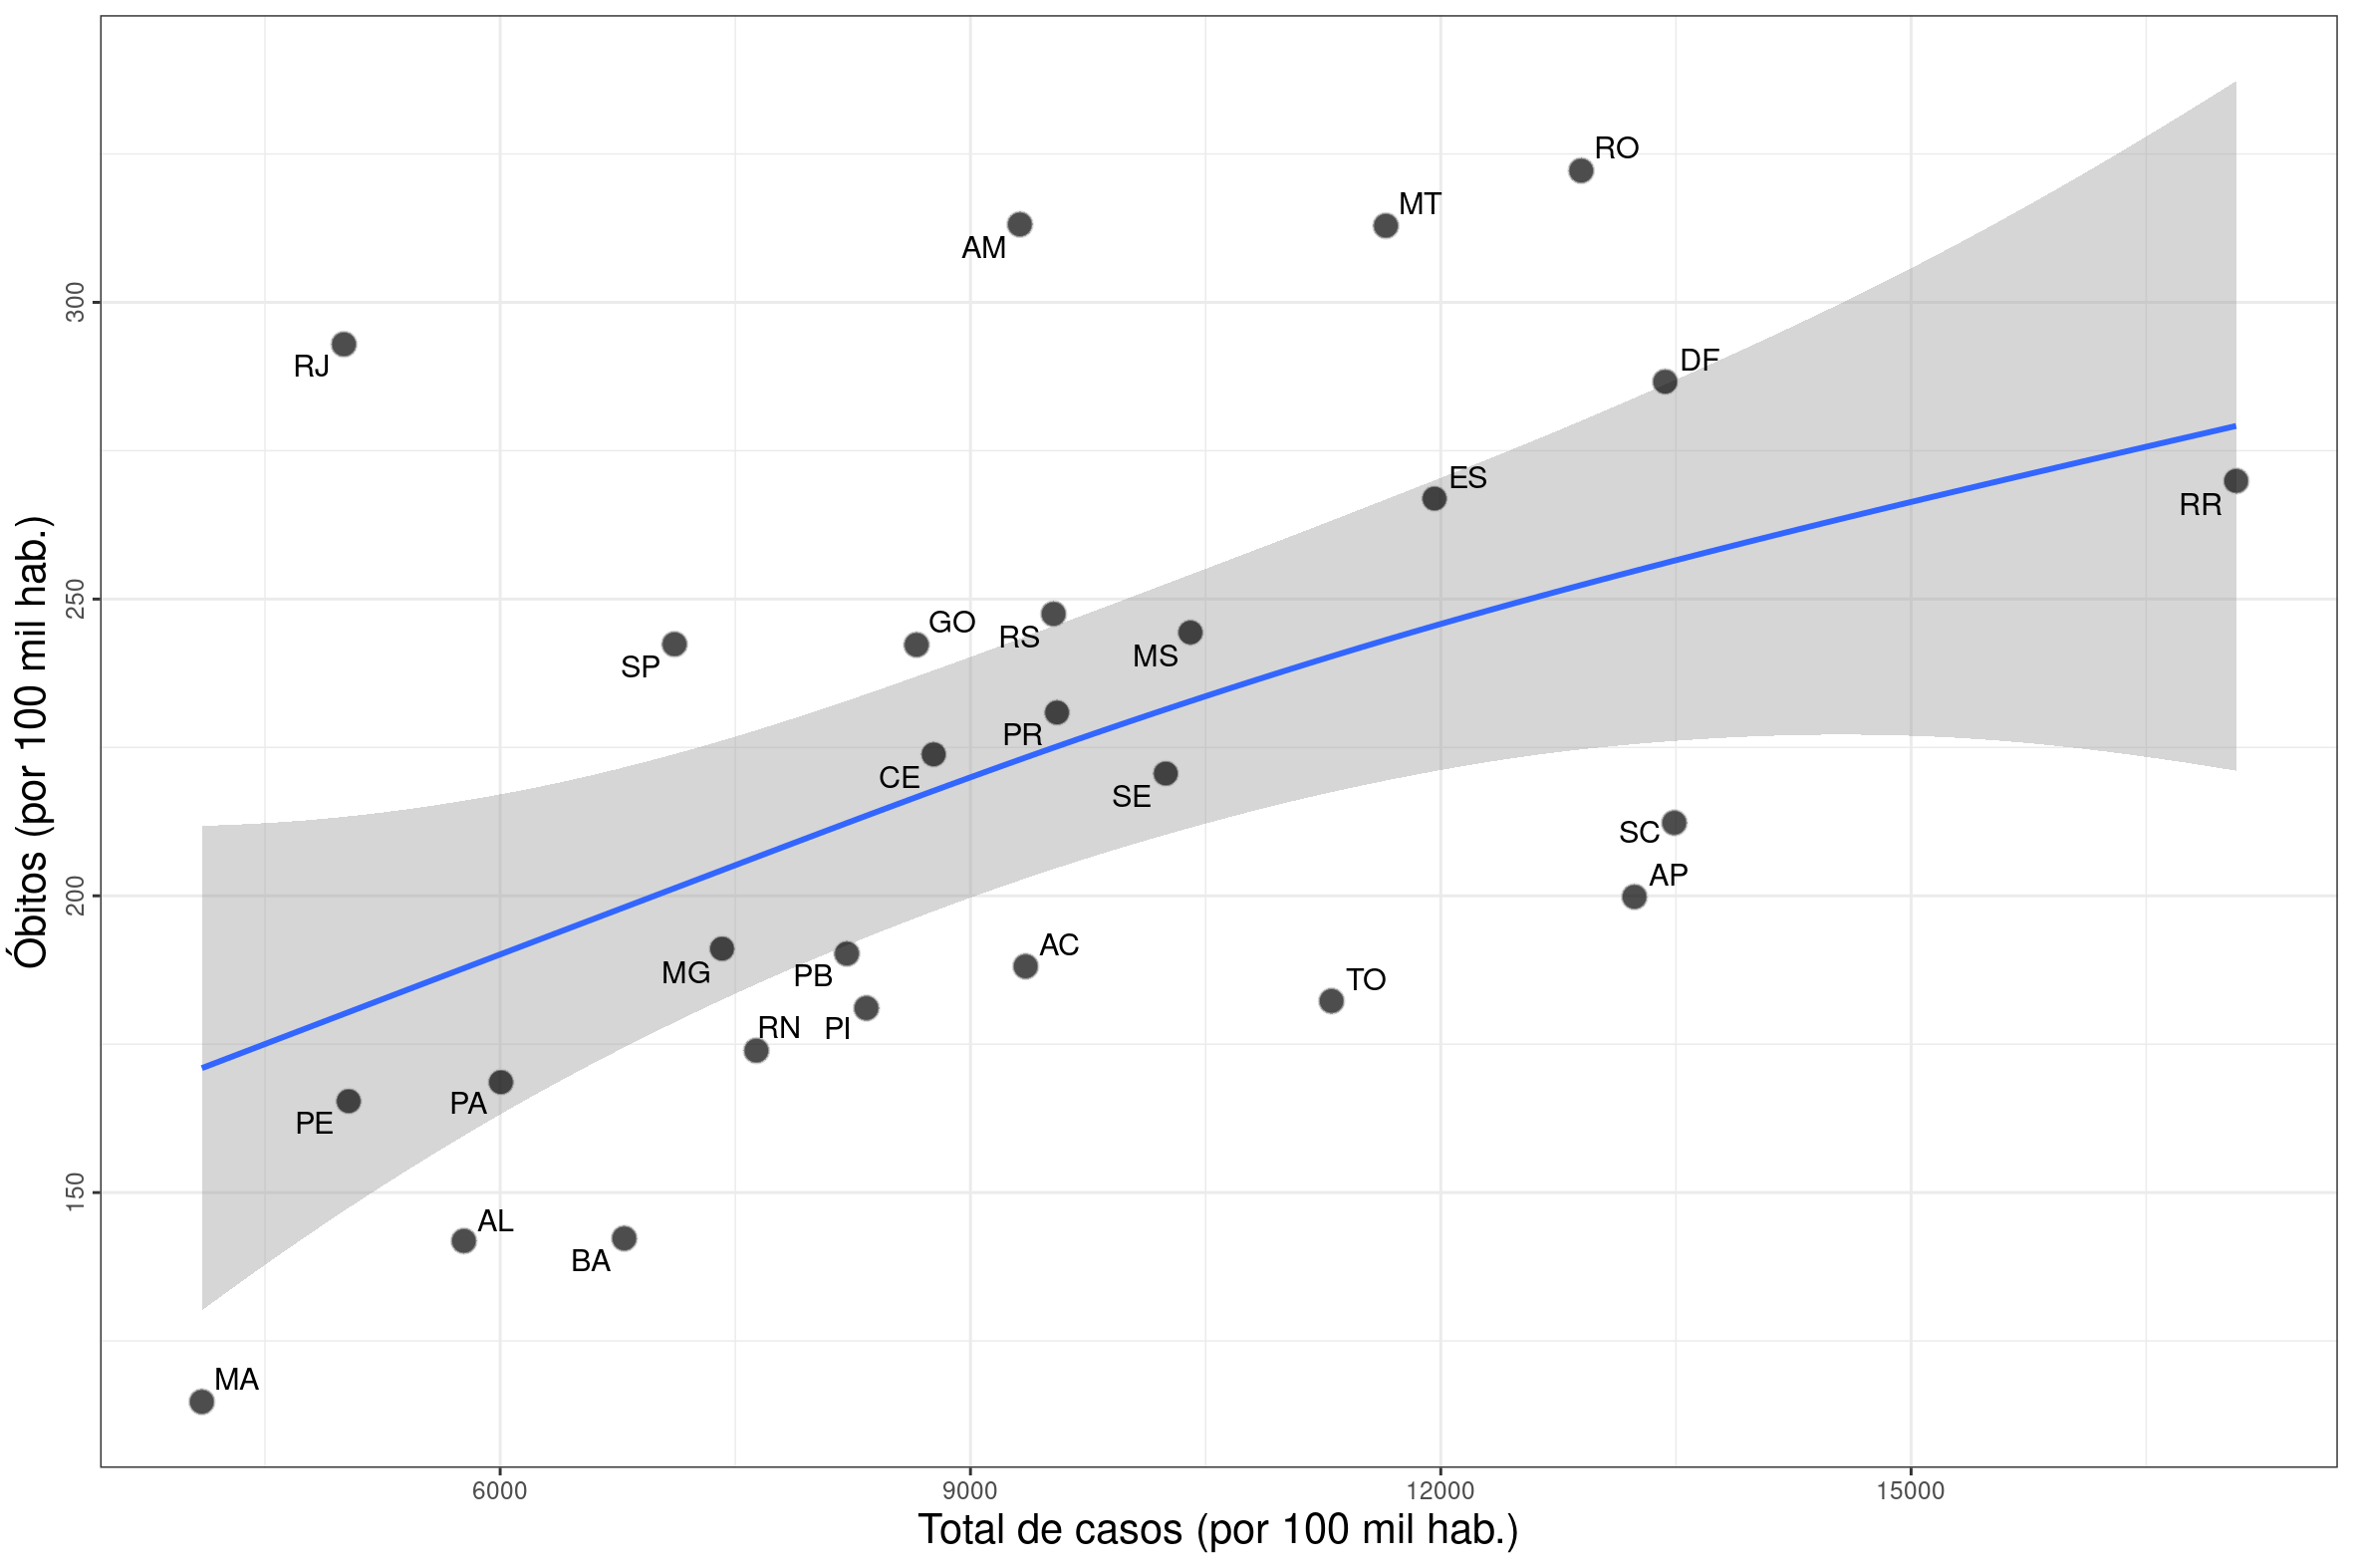 RO
MT
AM
RJ
DF
ES
RR
GO
RS
SP
MS
PR
CE
SE
SC
AP
AC
MG
PB
TO
RN
PI
PA
PE
AL
BA
MA
300
250
200
150
Óbitos (por 100 mil hab.)
6000
9000
12000
15000
Total de casos (por 100 mil hab.)